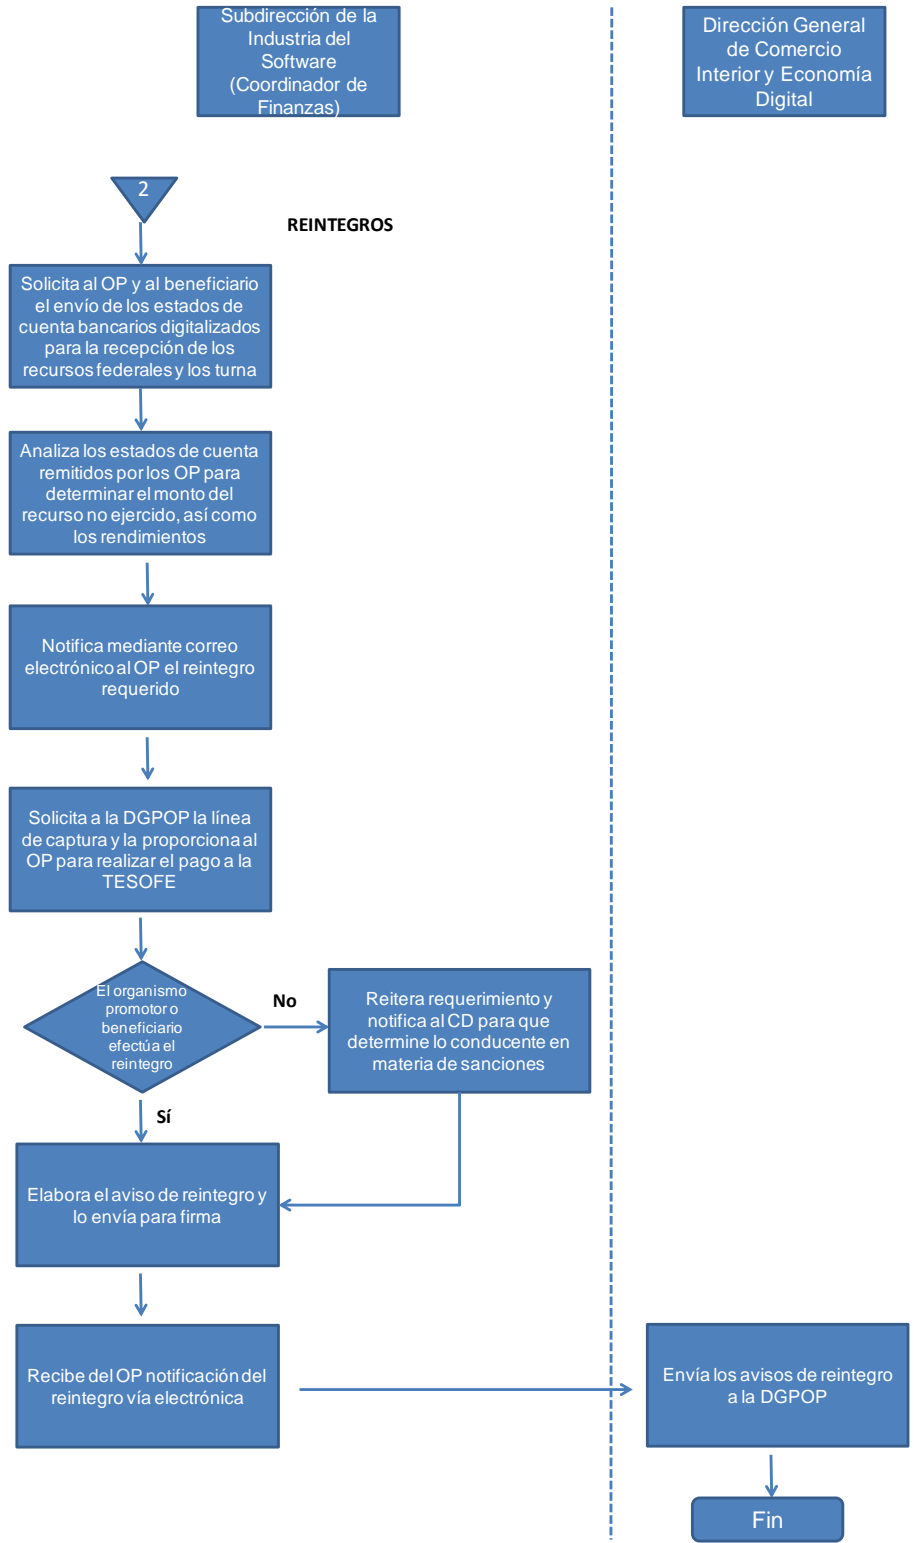 Subdirección de la
Industria del
Software
(Coordinador de
Finanzas)
Dirección General
de Comercio
Interior y Economía
Digital
2
REINTEGROS
Solicita al OP y al beneficiario
el envío de los estados de
cuenta bancarios digitalizados
para la recepción de los
recursos federales y los turna
Analiza los estados de cuenta
remitidos por los OP para
determinar el monto del
recurso no ejercido, así como
los rendimientos
Notifica mediante correo
electrónico al OP el reintegro
requerido
Solicita a la DGPOP la línea
de captura y la proporciona al
OP para realizar el pago a la
TESOFE
El organismo
promotor o
beneficiario
efectúa el
reintegro
No
Reitera requerimiento y
notifica al CD para que
determine lo conducente en
materia de sanciones
Sí
Elabora el aviso de reintegro y
lo envía para firma
Recibe del OP notificación del
reintegro vía electrónica
Envía los avisos de reintegro
a la DGPOP
Fin